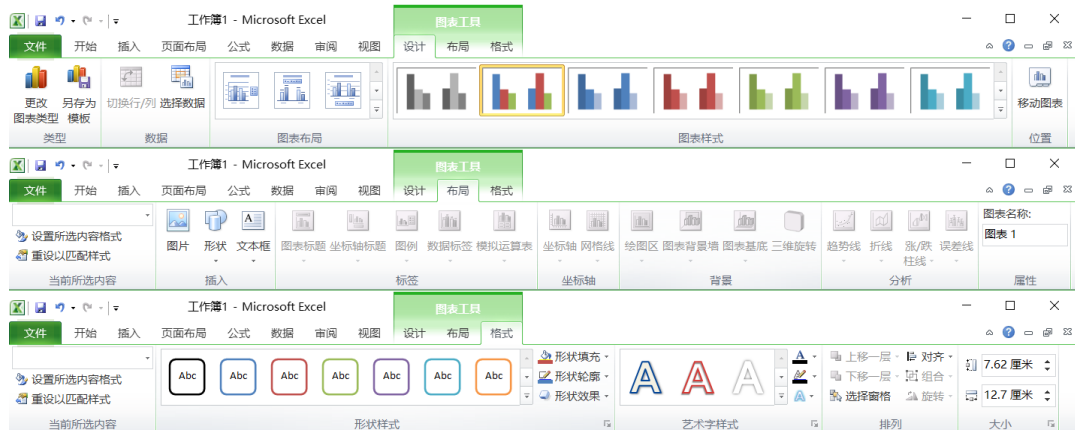 工作簿1 - Microsoft Excel 图表工具
文件 开始 插入 页面布局 公式 数据 审阅 视图 设计 布局 格式
更改 另存为 切换行/列 选择数据 移动图表
图表类型 模板
类型 数据 图表布局 图表样式 位置
工作簿1 - Microsoft Excel 图表工具
文件 开始 插入 页面布局 公式 数据 审阅 视图 设计 布局 格式
图表名称:
设置所选内容格式 图片 形状 文本框 图表标题 坐标轴标题 图例 数据标签 模拟运算表 坐标轴 网格线 绘图区 图表背景墙 图表基底 三维旋转 趋势线 折线 涨/跌 误差线 图表 1
重设以匹配样式 柱线
当前所选内容 插入 标签 坐标轴 背景 分析 属性
工作簿1 - Microsoft Excel 图表工具
文件 开始 插入 页面布局 公式 数据 审阅 视图 设计 布局 格式
形状填充 上移一层 对齐 7.62 厘米
设置所选内容格式 Abc Abc Abc Abc Abc Abc Abc 形状轮廓 A A A 下移一层 组合
重设以匹配样式 形状效果 选择窗格 旋转 12.7 厘米
当前所选内容 形状样式 艺术字样式 排列 大小